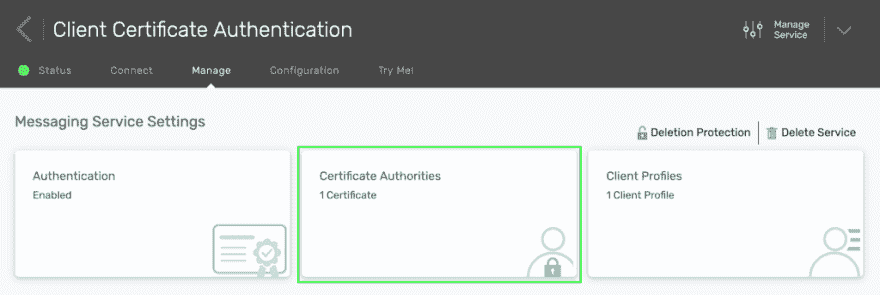 Client Certificate Authentication
Manage
Service
Status Connect Manage Configuration Try Me!
Messaging Service Settings
Deletion Protection Delete Service
Authentication
Enabled
Certificate Authorities
1 Certificate
Client Profiles
1 Client Profile